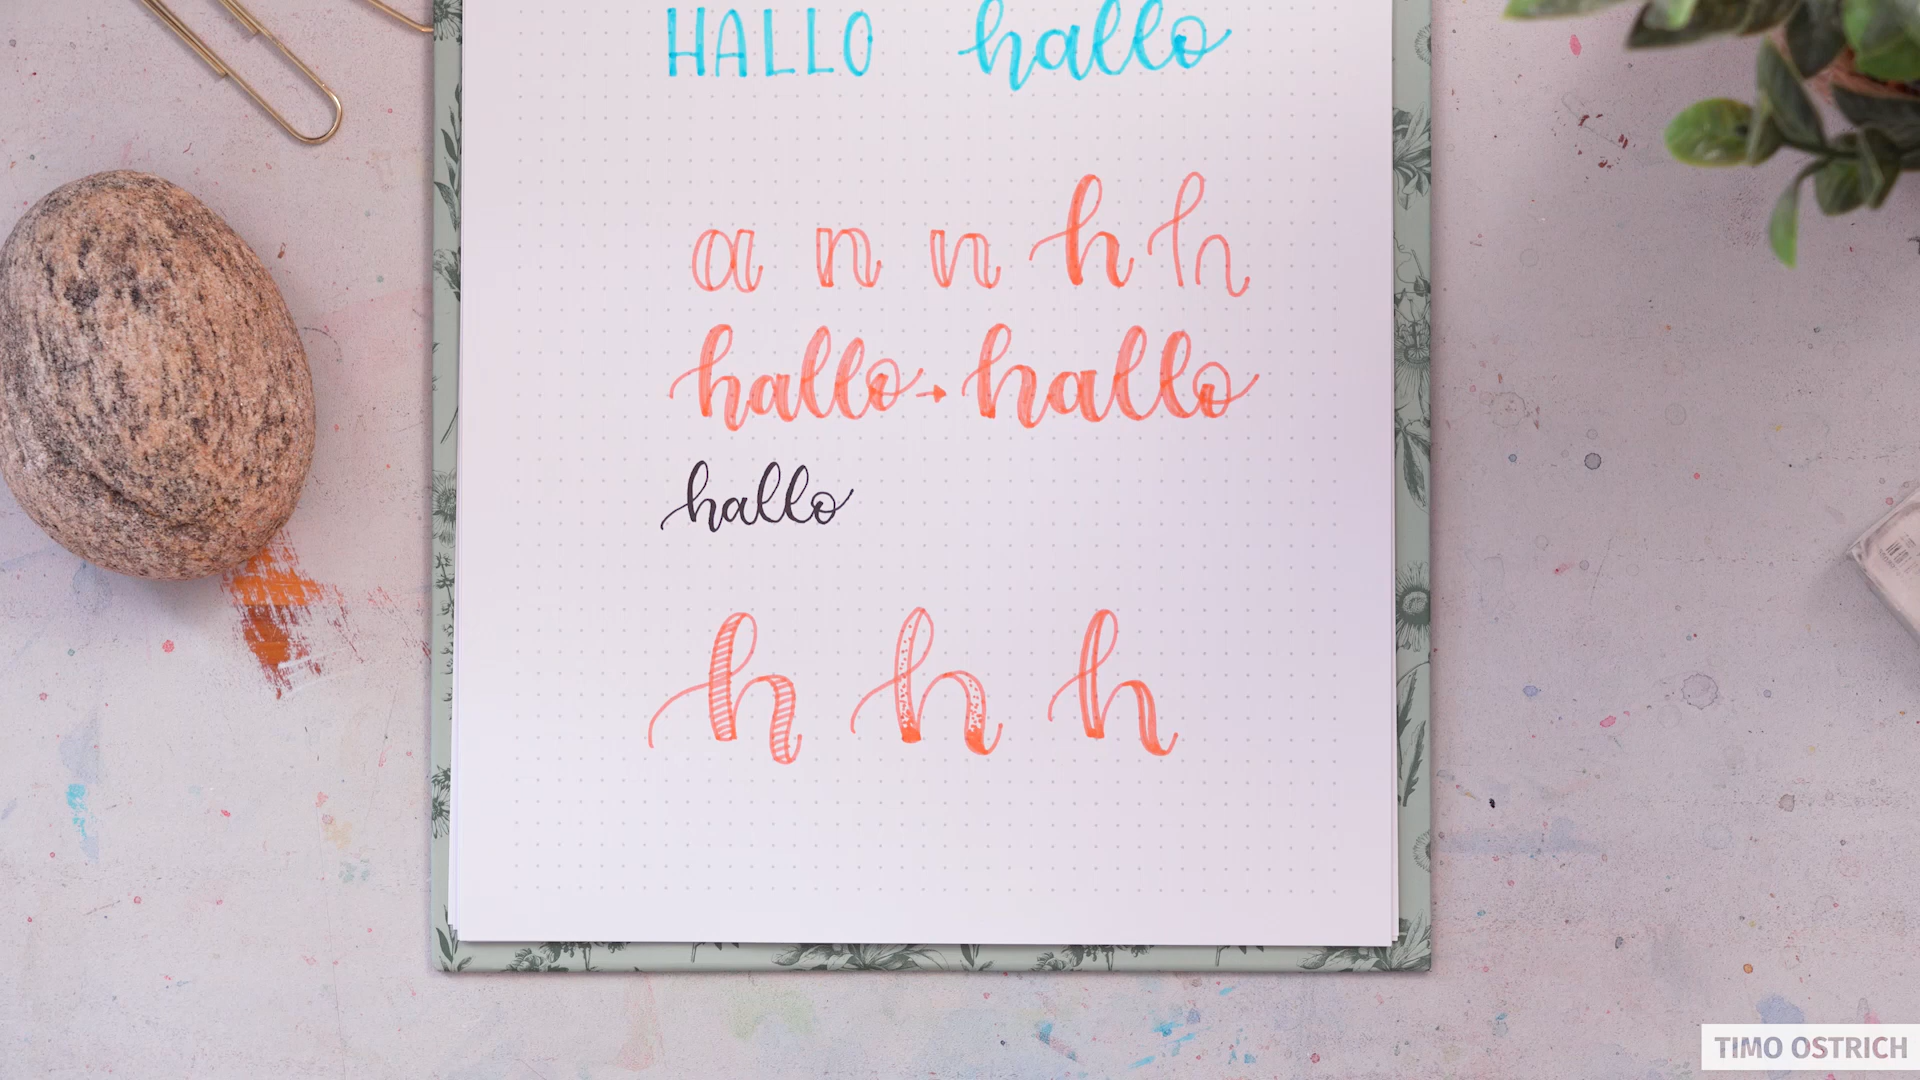 HALLO hallo
a n n h h
hallo → hallo
hallo
h h h
TIMO OSTRICH